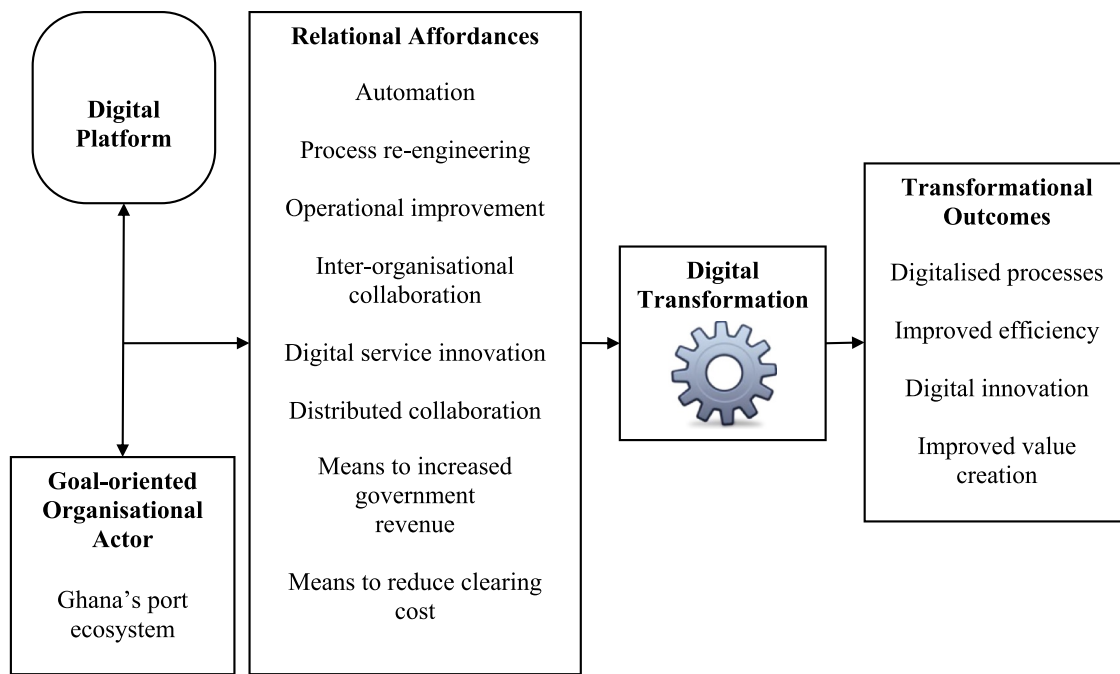 Digital
Platform
Goal-oriented
Organisational
Actor
Ghana’s port
ecosystem
Relational Affordances
Automation
Process re-engineering
Operational improvement
Inter-organisational
collaboration
Digital service innovation
Distributed collaboration
Means to increased
government
revenue
Means to reduce clearing
cost
Digital
Transformation
Transformational
Outcomes
Digitalised processes
Improved efficiency
Digital innovation
Improved value
creation